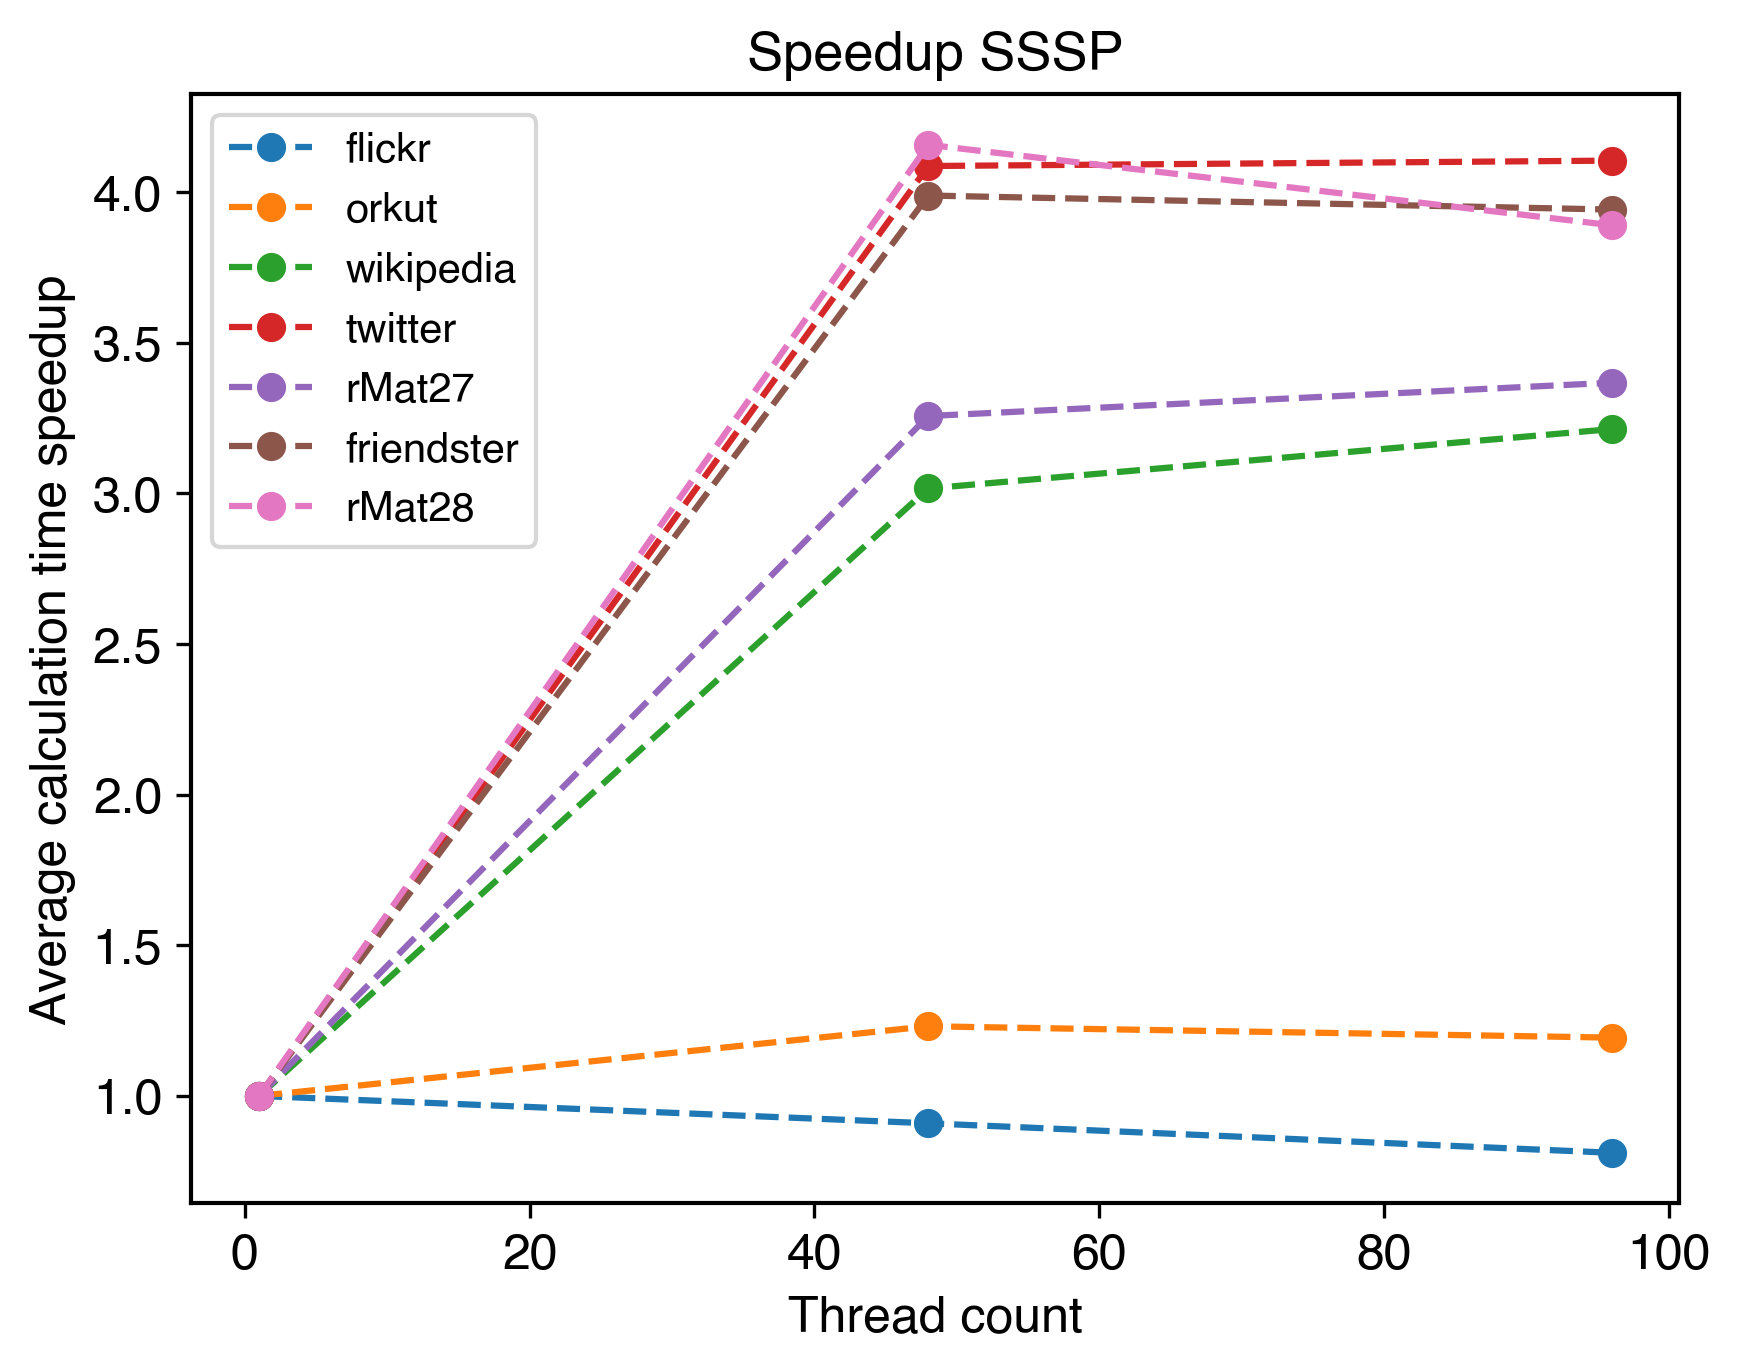 Speedup SSSP
flickr
orkut
wikipedia
twitter
rMat27
friendster
rMat28
Average calculation time speedup
4.0
3.5
3.0
2.5
2.0
1.5
1.0
0 20 40 60 80 100
Thread count